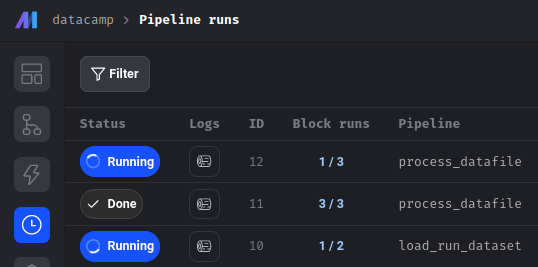 datacamp > Pipeline runs
Filter
Status Logs ID Block runs Pipeline
Running 12 1 / 3 process_datafile
Done 11 3 / 3 process_datafile
Running 10 1 / 2 load_run_dataset